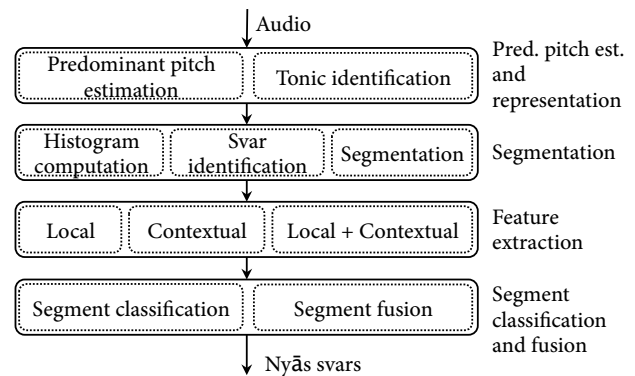 Audio
Predominant pitch
estimation
Tonic identification
Pred. pitch est.
and
representation
Histogram
computation
Svar
identification
Segmentation
Segmentation
Local
Contextual
Local + Contextual
Feature
extraction
Segment classification
Segment fusion
Segment
classification
and fusion
Nyās svars